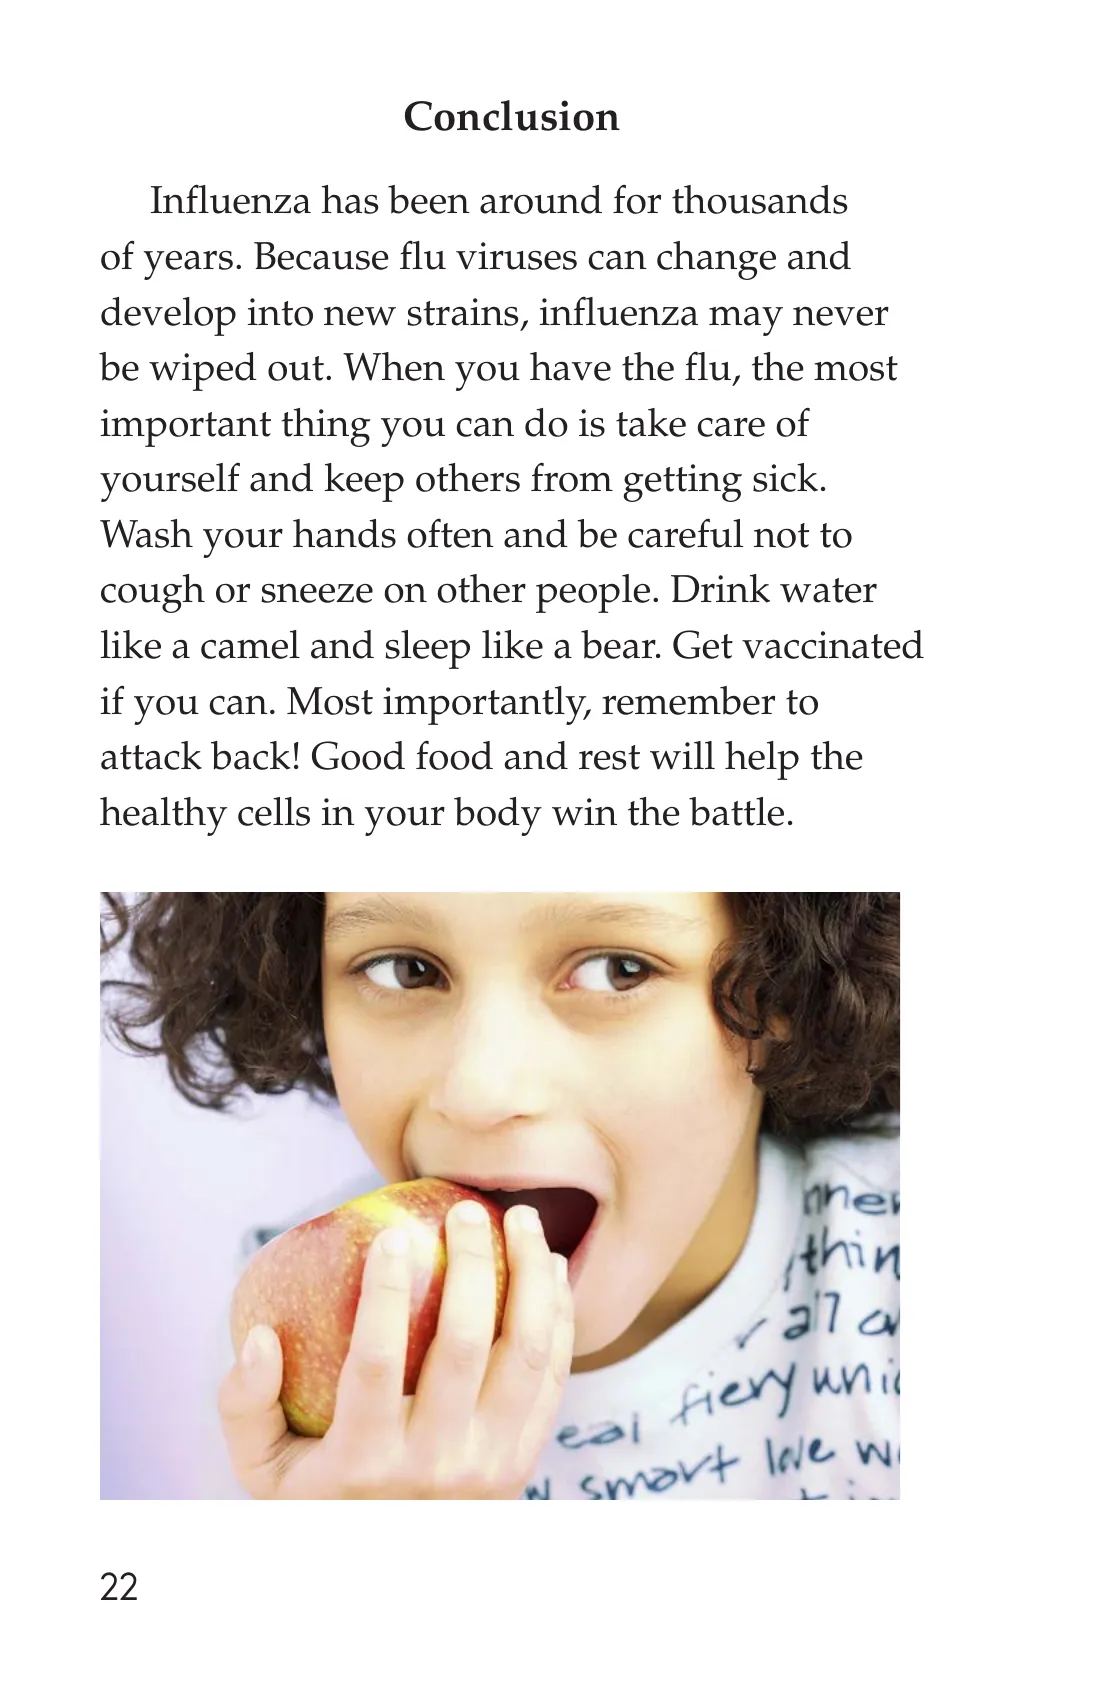 Conclusion
Influenza has been around for thousands
of years. Because flu viruses can change and
develop into new strains, influenza may never
be wiped out. When you have the flu, the most
important thing you can do is take care of
yourself and keep others from getting sick.
Wash your hands often and be careful not to
cough or sneeze on other people. Drink water
like a camel and sleep like a bear. Get vaccinated
if you can. Most importantly, remember to
attack back! Good food and rest will help the
healthy cells in your body win the battle.
all
fiery
smart love
22